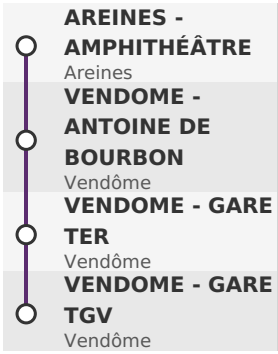 AREINES -
AMPHITHÉÂTRE
Areines
VENDOME -
ANTOINE DE
BOURBON
Vendôme
VENDOME - GARE
TER
Vendôme
VENDOME - GARE
TGV
Vendôme